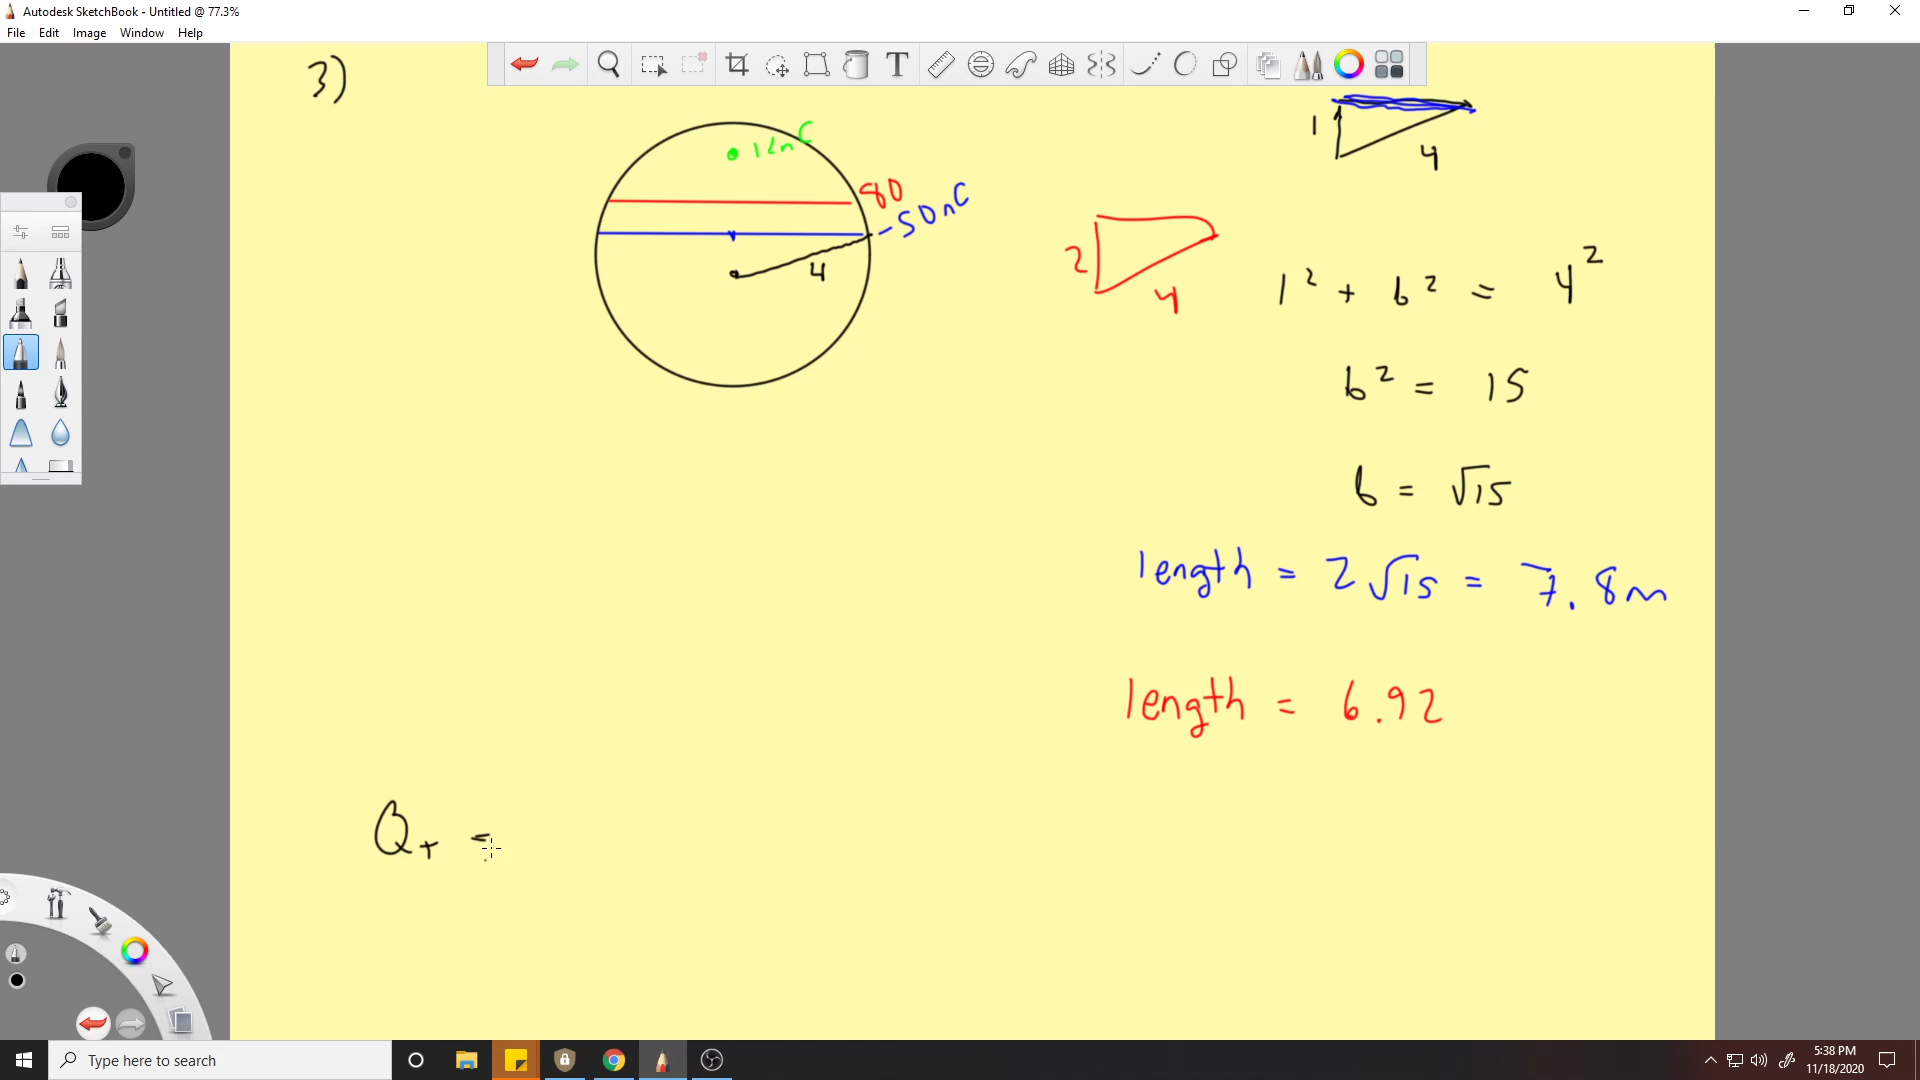 Autodesk SketchBook - Untitled @ 77.3%
File Edit Image Window Help
3)
12nC
80
-50nC
4
1
4
2
4
1² + b² = 4²
b² = 15
b = √15
length = 2√15 = 7.8m
length = 6.92
Q+ =
Type here to search
5:38 PM
11/18/2020